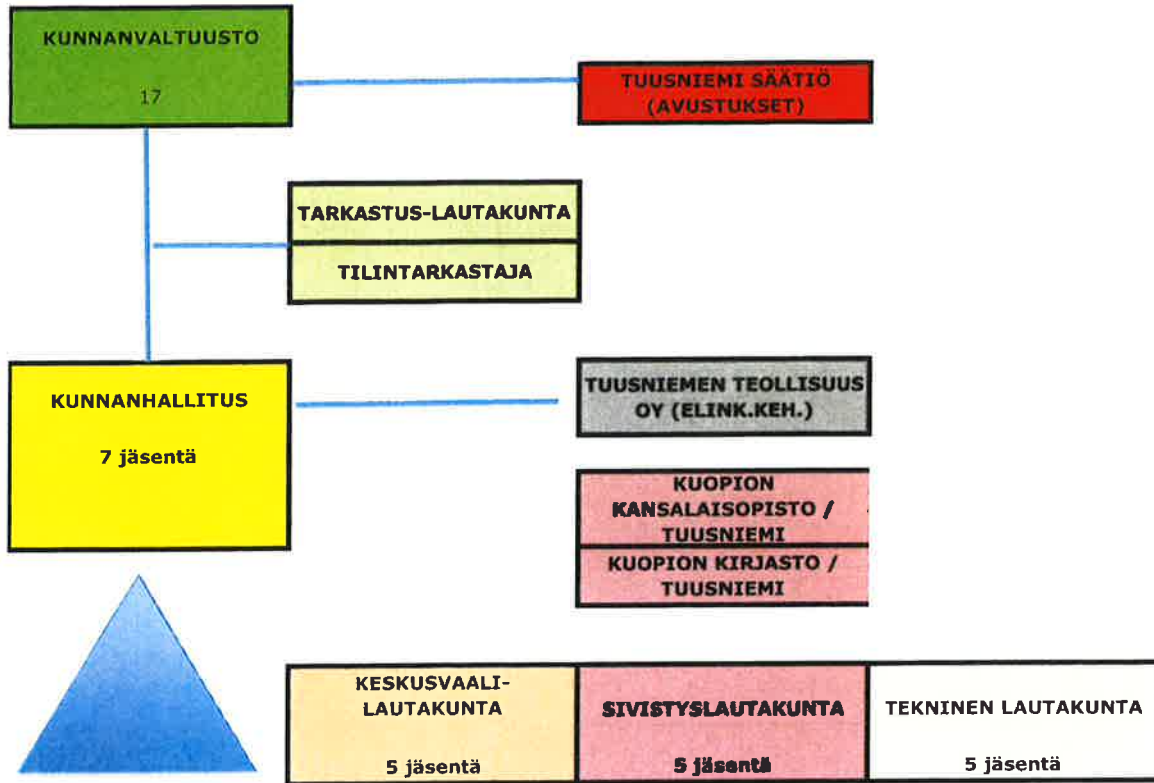 KUNNANVALTUUSTO
17
TUUSNIEMI SÄÄTIÖ
(AVUSTUKSET)
TARKASTUS-LAUTAKUNTA
TILINTARKASTAJA
KUNNANHALLITUS
7 jäsentä
TUUSNIEMEN TEOLLISUUS
OY (ELINK.KEH.)
KUOPION
KANSALAISOPISTO /
TUUSNIEMI
KUOPION KIRJASTO /
TUUSNIEMI
KESKUSVAALI-
LAUTAKUNTA
5 jäsentä
SIVISTYSLAUTAKUNTA
5 jäsentä
TEKNINEN LAUTAKUNTA
5 jäsentä